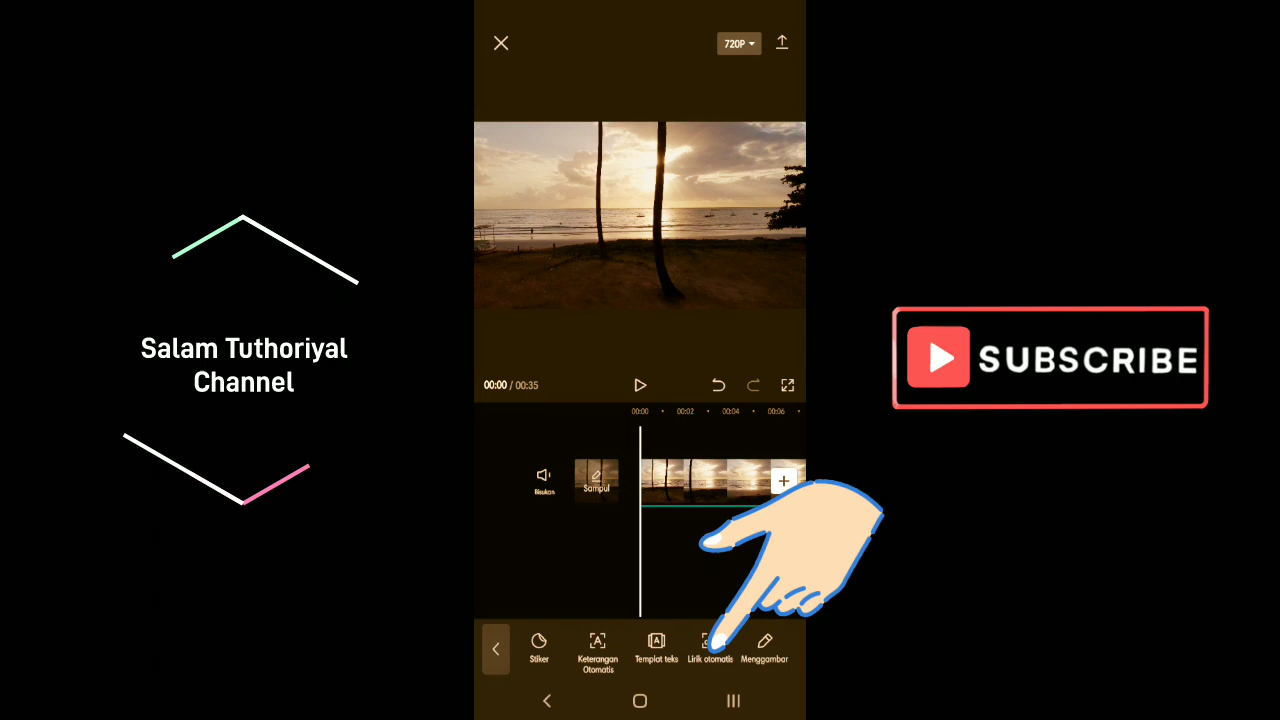 720P
Salam Tuthoriyal
Channel
SUBSCRIBE
00:00 / 00:35
00:00 00:02 00:04 00:06
Bisukan
Sampul
Stiker
Keterangan
Otomatis
Templat teks
Lirik otomatis
Menggambar